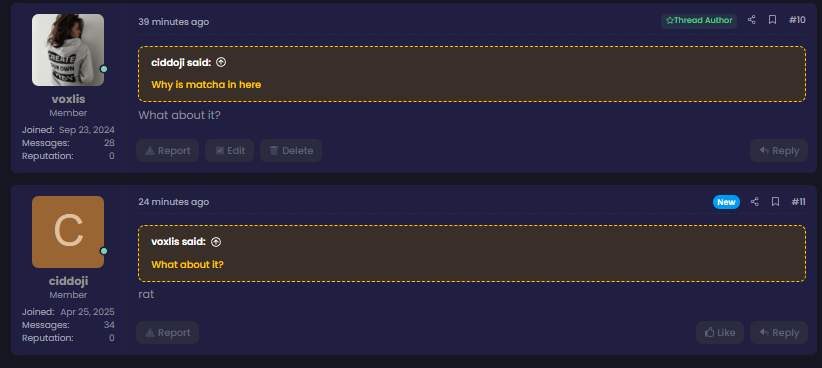 39 minutes ago
Thread Author
#10
ciddoji said:
Why is matcha in here
What about it?
CREATE
YOUR OWN
voxlis
Member
Joined: Sep 23, 2024
Messages: 28
Reputation: 0
Report
Edit
Delete
Reply
24 minutes ago
New
#11
voxlis said:
What about it?
rat
C
ciddoji
Member
Joined: Apr 25, 2025
Messages: 34
Reputation: 0
Report
Like
Reply